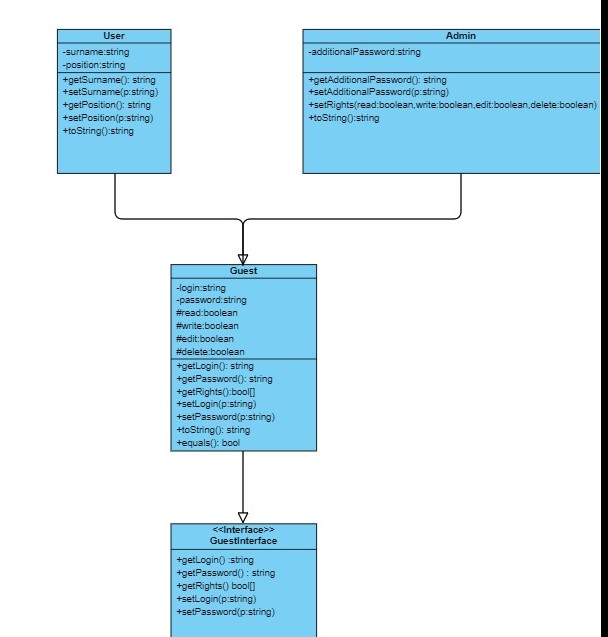 User
-surname:string
-position:string
+getSurname(): string
+setSurname(p:string)
+getPosition(): string
+setPosition(p:string)
+toString():string
Admin
-additionalPassword:string
+getAdditionalPassword(): string
+setAdditionalPassword(p:string)
+setRights(read:boolean,write:boolean,edit:boolean,delete:boolean)
+toString():string
Guest
-login:string
-password:string
#read:boolean
#write:boolean
#edit:boolean
#delete:boolean
+getLogin(): string
+getPassword(): string
+getRights():bool[]
+setLogin(p:string)
+setPassword(p:string)
+toString(): string
+equals(): bool
<<Interface>>
GuestInterface
+getLogin() :string
+getPassword() : string
+getRights() bool[]
+setLogin(p:string)
+setPassword(p:string)